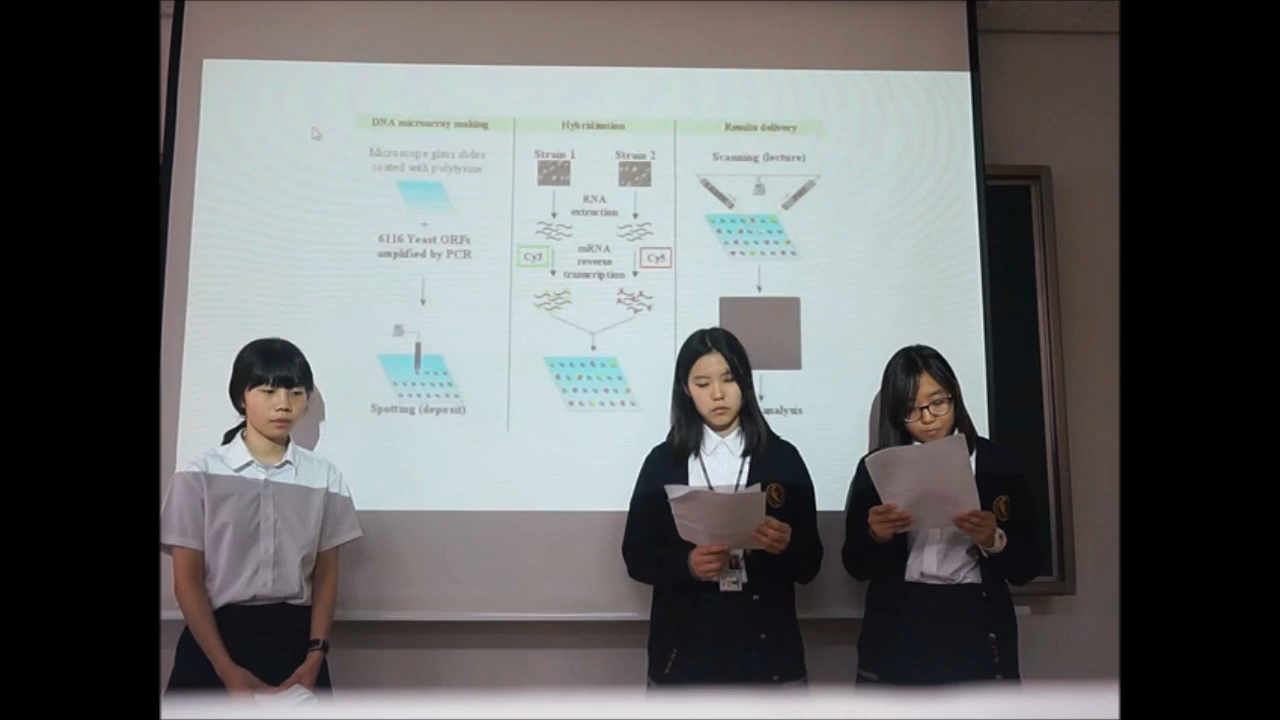 DNA microarray making
Microscope glass slides
coated with polylysine
+
6116 Yeast ORFs
amplified by PCR
Spotting (deposit)
Hybridisation
Strain 1
Strain 2
RNA
extraction
Cy3
mRNA
reverse
transcription
Cy5
Results delivery
Scanning (lecture)
analysis